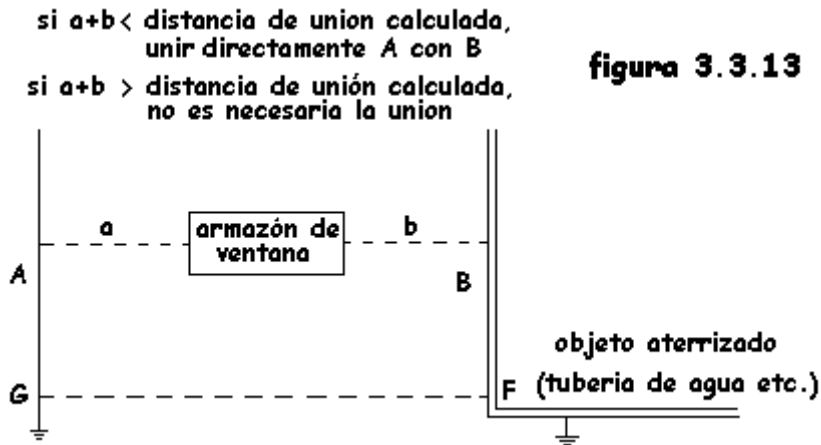 si a+b < distancia de union calculada,
unir directamente A con B
si a+b > distancia de unión calculada,
no es necesaria la union
figura 3.3.13
a
armazón de
ventana
b
A
B
objeto aterrizado
G
F (tuberia de agua etc.)